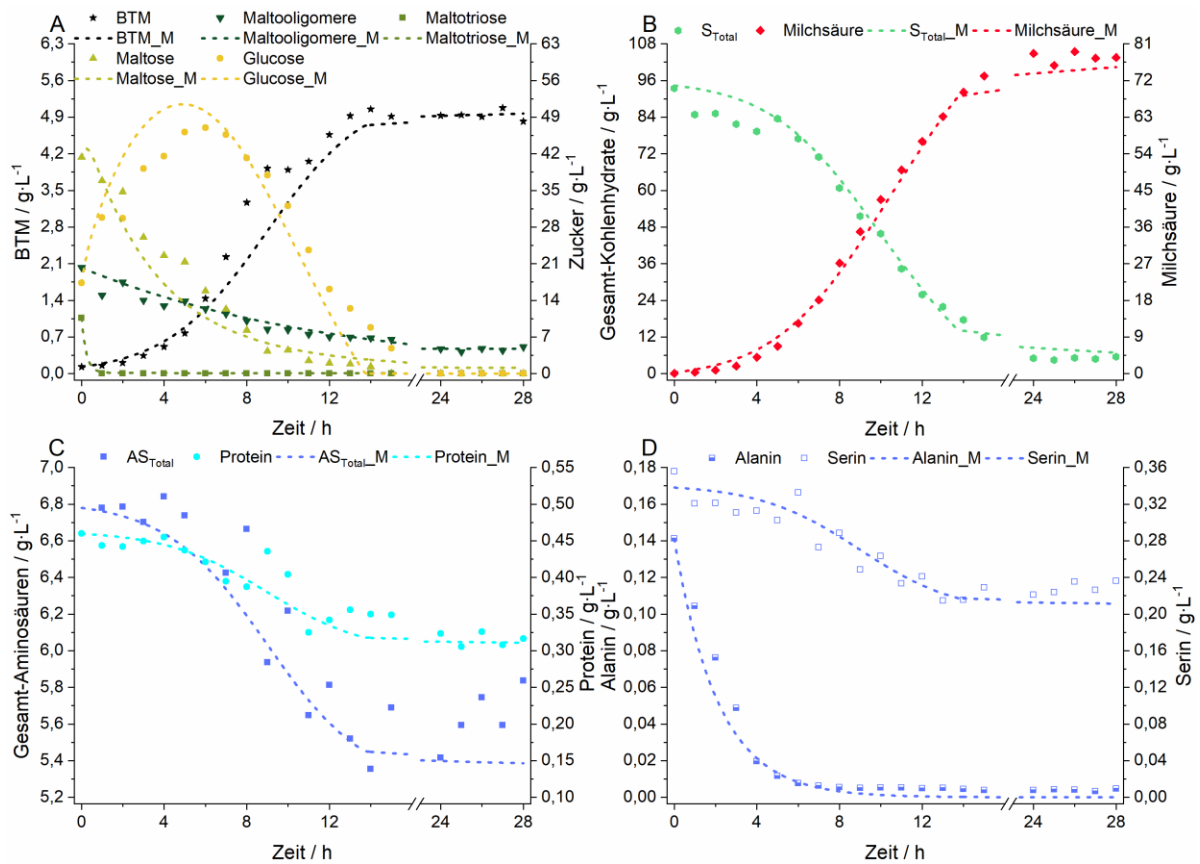 A
BTM Maltooligomere Maltotriose
BTM_M Maltooligomere_M Maltotriose_M
Maltose Glucose
Maltose_M Glucose_M
BTM / g·L⁻¹
6,3
5,6
4,9
4,2
3,5
2,8
2,1
1,4
0,7
0,0
63
56
49
42
35
28
21
14
7
0
Zucker / g·L⁻¹
0 4 8 12 24 28
Zeit / h
B
S_Total Milchsäure S_Total_M Milchsäure_M
Gesamt-Kohlenhydrate / g·L⁻¹
108
96
84
72
60
48
36
24
12
0
81
72
63
54
45
36
27
18
9
0
Milchsäure / g·L⁻¹
0 4 8 12 24 28
Zeit / h
C
AS_Total Protein AS_Total_M Protein_M
Gesamt-Aminosäuren / g·L⁻¹
7,0
6,8
6,6
6,4
6,2
6,0
5,8
5,6
5,4
5,2
0,55
0,50
0,45
0,40
0,35
0,30
0,25
0,20
0,15
0,10
Protein / g·L⁻¹
0 4 8 12 24 28
Zeit / h
D
Alanin Serin Alanin_M Serin_M
Alanin / g·L⁻¹
0,18
0,16
0,14
0,12
0,10
0,08
0,06
0,04
0,02
0,00
0,36
0,32
0,28
0,24
0,20
0,16
0,12
0,08
0,04
0,00
Serin / g·L⁻¹
0 4 8 12 24 28
Zeit / h